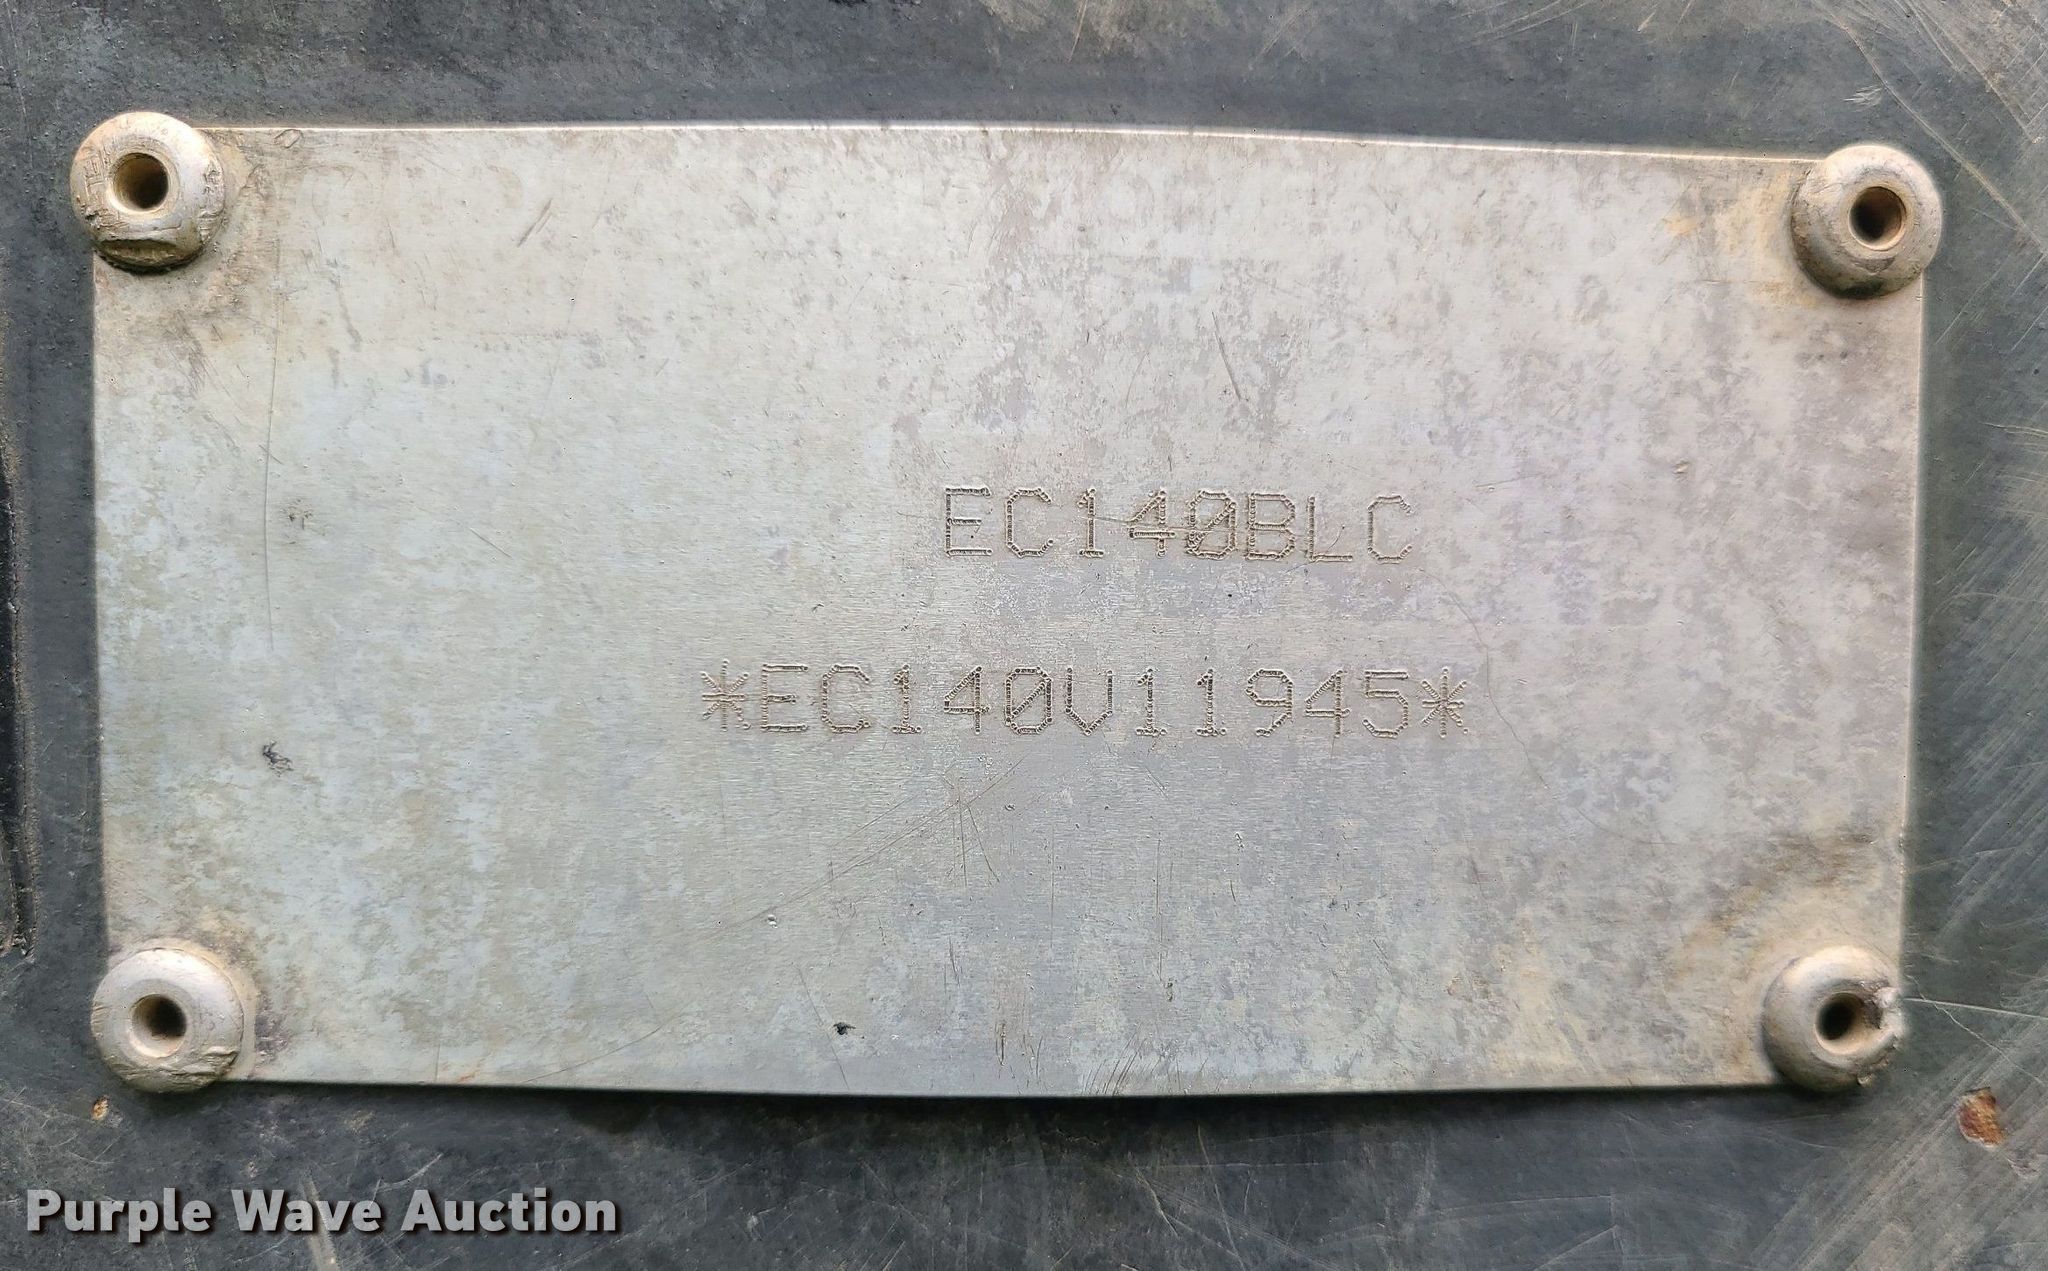 EC140BLC
*EC140V11945*
Purple Wave Auction